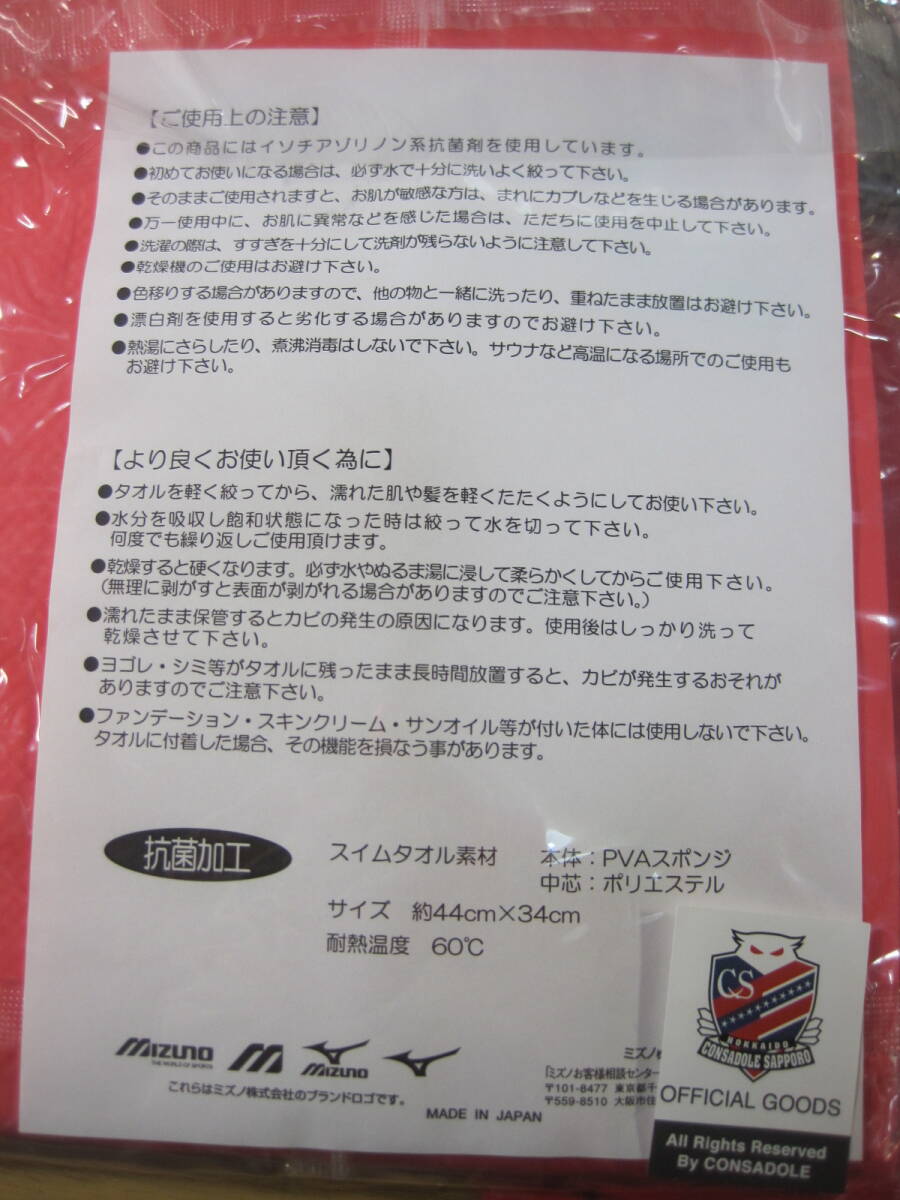 【ご使用上の注意】
●この商品にはイソチアゾリノン系抗菌剤を使用しています。
●初めてお使いになる場合は、必ず水で十分に洗いよく絞って下さい。
●そのままご使用されますと、お肌が敏感な方は、まれにカブレなどを生じる場合があります。
●万一使用中に、お肌に異常などを感じた場合は、ただちに使用を中止して下さい。
●洗濯の際は、すすぎを十分にして洗剤が残らないように注意して下さい。
●乾燥機のご使用はお避け下さい。
●色移りする場合がありますので、他の物と一緒に洗ったり、重ねたまま放置はお避け下さい。
●漂白剤を使用すると劣化する場合がありますのでお避け下さい。
●熱湯にさらしたり、煮沸消毒はしないで下さい。サウナなど高温になる場所でのご使用も
お避け下さい。
【より良くお使い頂く為に】
●タオルを軽く絞ってから、濡れた肌や髪を軽くたたくようにしてお使い下さい。
●水分を吸収し飽和状態になった時は絞って水を切って下さい。
何度でも繰り返しご使用頂けます。
●乾燥すると硬くなります。必ず水やぬるま湯に浸して柔らかくしてからご使用下さい。
（無理に剥がすと表面が剥がれる場合がありますのでご注意下さい。）
●濡れたまま保管するとカビの発生の原因になります。使用後はしっかり洗って
乾燥させて下さい。
●ヨゴレ・シミ等がタオルに残ったまま長時間放置すると、カビが発生するおそれが
ありますのでご注意下さい。
●ファンデーション・スキンクリーム・サンオイル等が付いた体には使用しないで下さい。
タオルに付着した場合、その機能を損なう事があります。
抗菌加工
スイムタオル素材 本体：PVAスポンジ
中芯：ポリエステル
サイズ 約44cm×34cm
耐熱温度 60℃
MIZUNO
THE WORLD OF SPORTS
MIZUNO
これらはミズノ株式会社のブランドロゴです。
MADE IN JAPAN
ミズノ
「ミズノお客様相談センター
〒101-8477 東京都千
〒559-8510 大阪市住
CS
HOKKAIDO
CONSADOLE SAPPORO
OFFICIAL GOODS
All Rights Reserved
By CONSADOLE